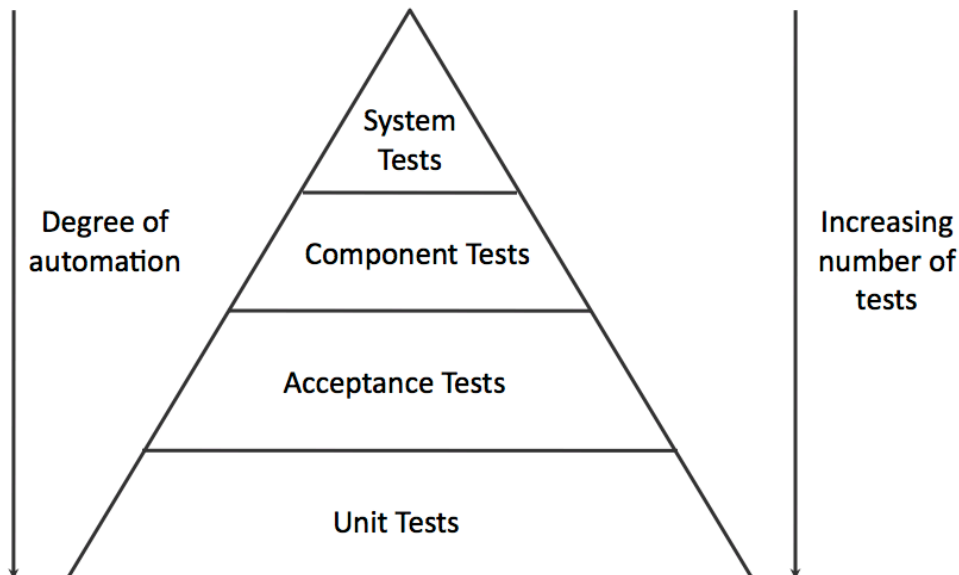 System
Tests
Degree of
automation
Component Tests
Increasing
number of
tests
Acceptance Tests
Unit Tests